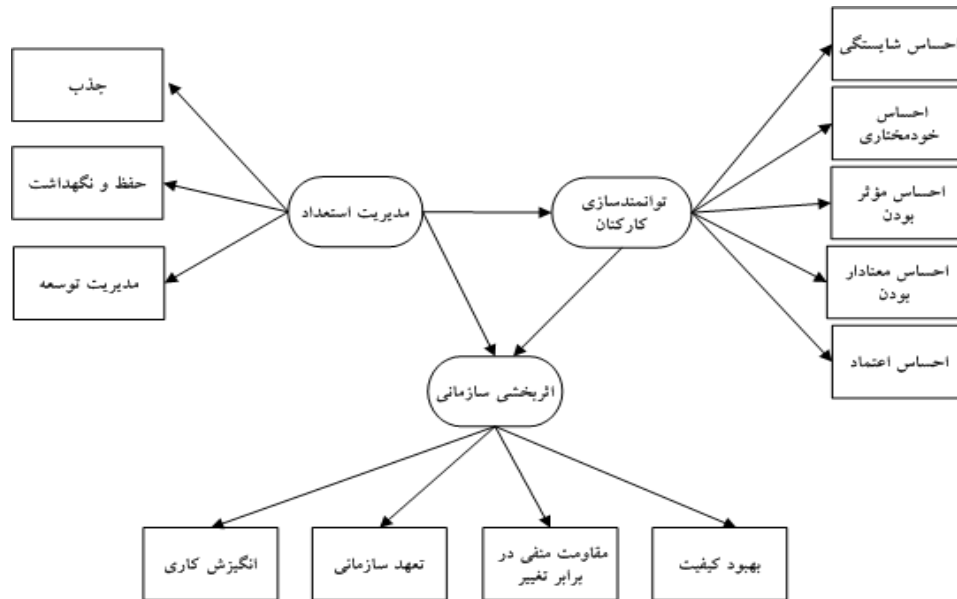 احساس شایستگی
جذب
احساس
خودمختاری
حفظ و نگهداشت
مدیریت استعداد
توانمندسازی
کارکنان
احساس مؤثر
بودن
مدیریت توسعه
احساس معنادار
بودن
احساس اعتماد
اثربخشی سازمانی
بهبود کیفیت
مقاومت منفی در
برابر تغییر
تعهد سازمانی
انگیزش کاری